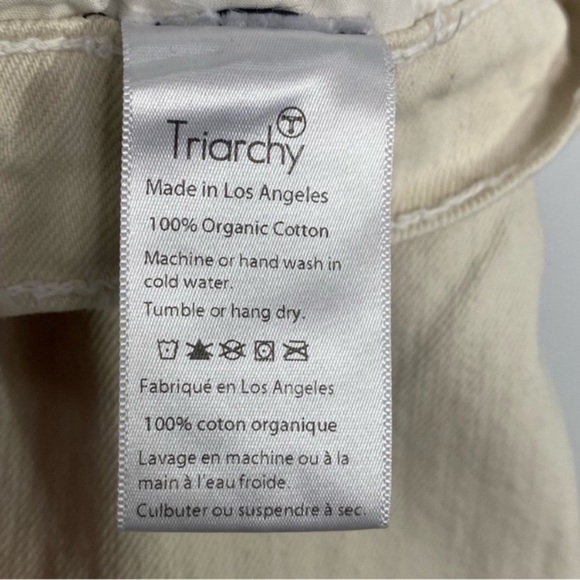 Triarchy
T
Made in Los Angeles
100% Organic Cotton
Machine or hand wash in
cold water.
Tumble or hang dry.
Fabriqué en Los Angeles
100% coton organique
Lavage en machine ou à la
main à l'eau froide.
Culbuter ou suspendre à sec.